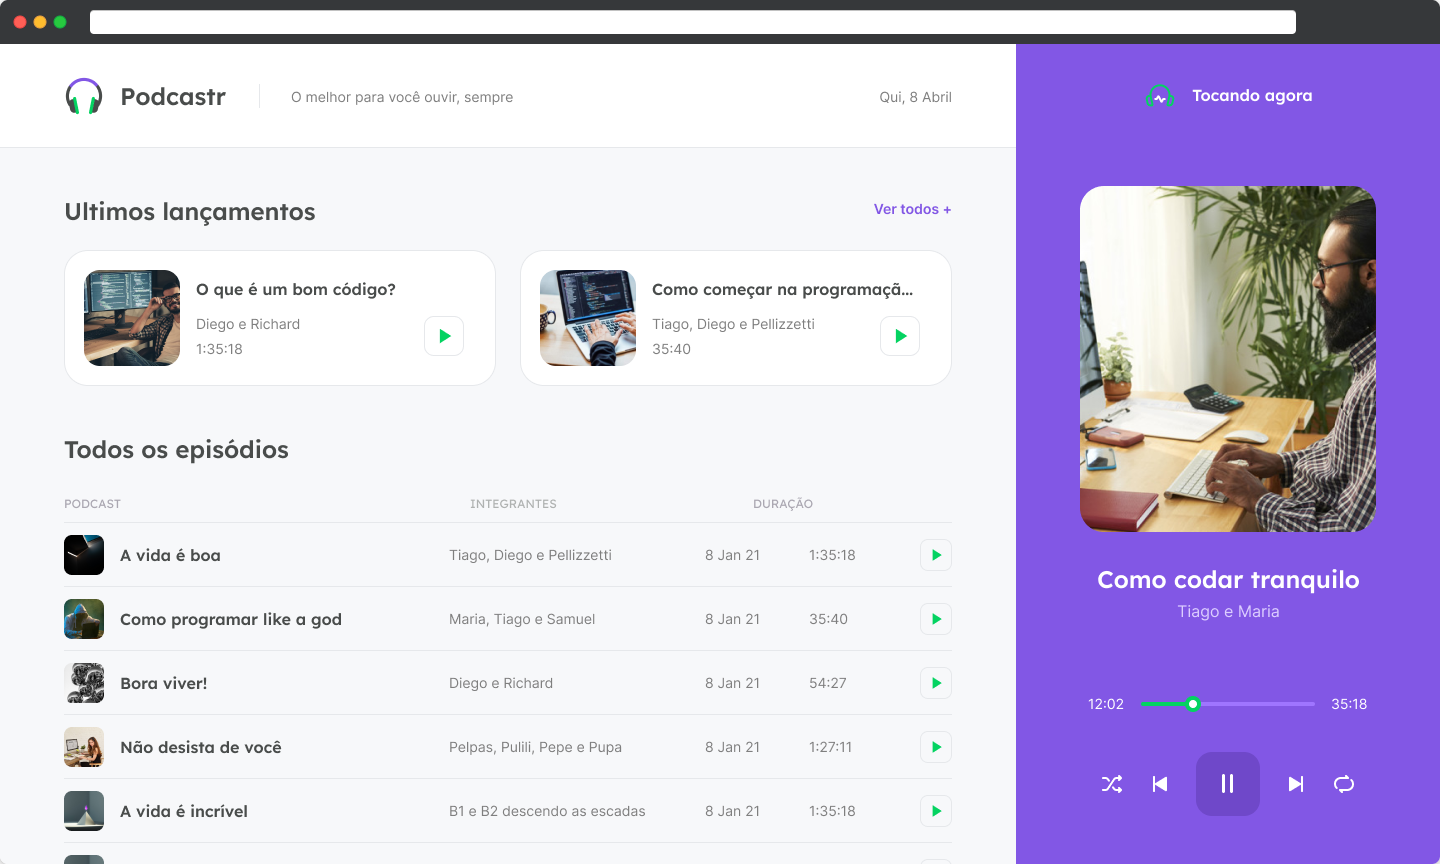 Podcastr
O melhor para você ouvir, sempre
Qui, 8 Abril
Tocando agora
Ultimos lançamentos
Ver todos +
O que é um bom código?
Diego e Richard
1:35:18
Como começar na programaçã...
Tiago, Diego e Pellizzetti
35:40
Todos os episódios
PODCAST INTEGRANTES DURAÇÃO
A vida é boa Tiago, Diego e Pellizzetti 8 Jan 21 1:35:18
Como programar like a god Maria, Tiago e Samuel 8 Jan 21 35:40
Bora viver! Diego e Richard 8 Jan 21 54:27
Não desista de você Pelpas, Pulili, Pepe e Pupa 8 Jan 21 1:27:11
A vida é incrível B1 e B2 descendo as escadas 8 Jan 21 1:35:18
Como codar tranquilo
Tiago e Maria
12:02 35:18